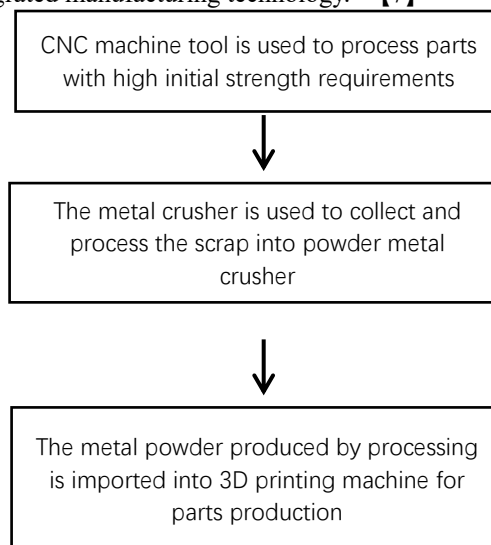 grated manufacturing technology. 【7】
CNC machine tool is used to process parts
with high initial strength requirements
The metal crusher is used to collect and
process the scrap into powder metal
crusher
The metal powder produced by processing
is imported into 3D printing machine for
parts production